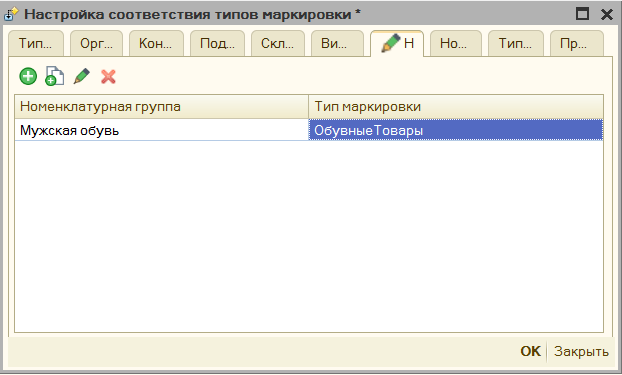 Настройка соответствия типов маркировки *
Тип... Орг... Кон... Под... Скл... Ви... Н Но... Тип... Пр...
Номенклатурная группа Тип маркировки
Мужская обувь ОбувныеТовары
OK Закрыть